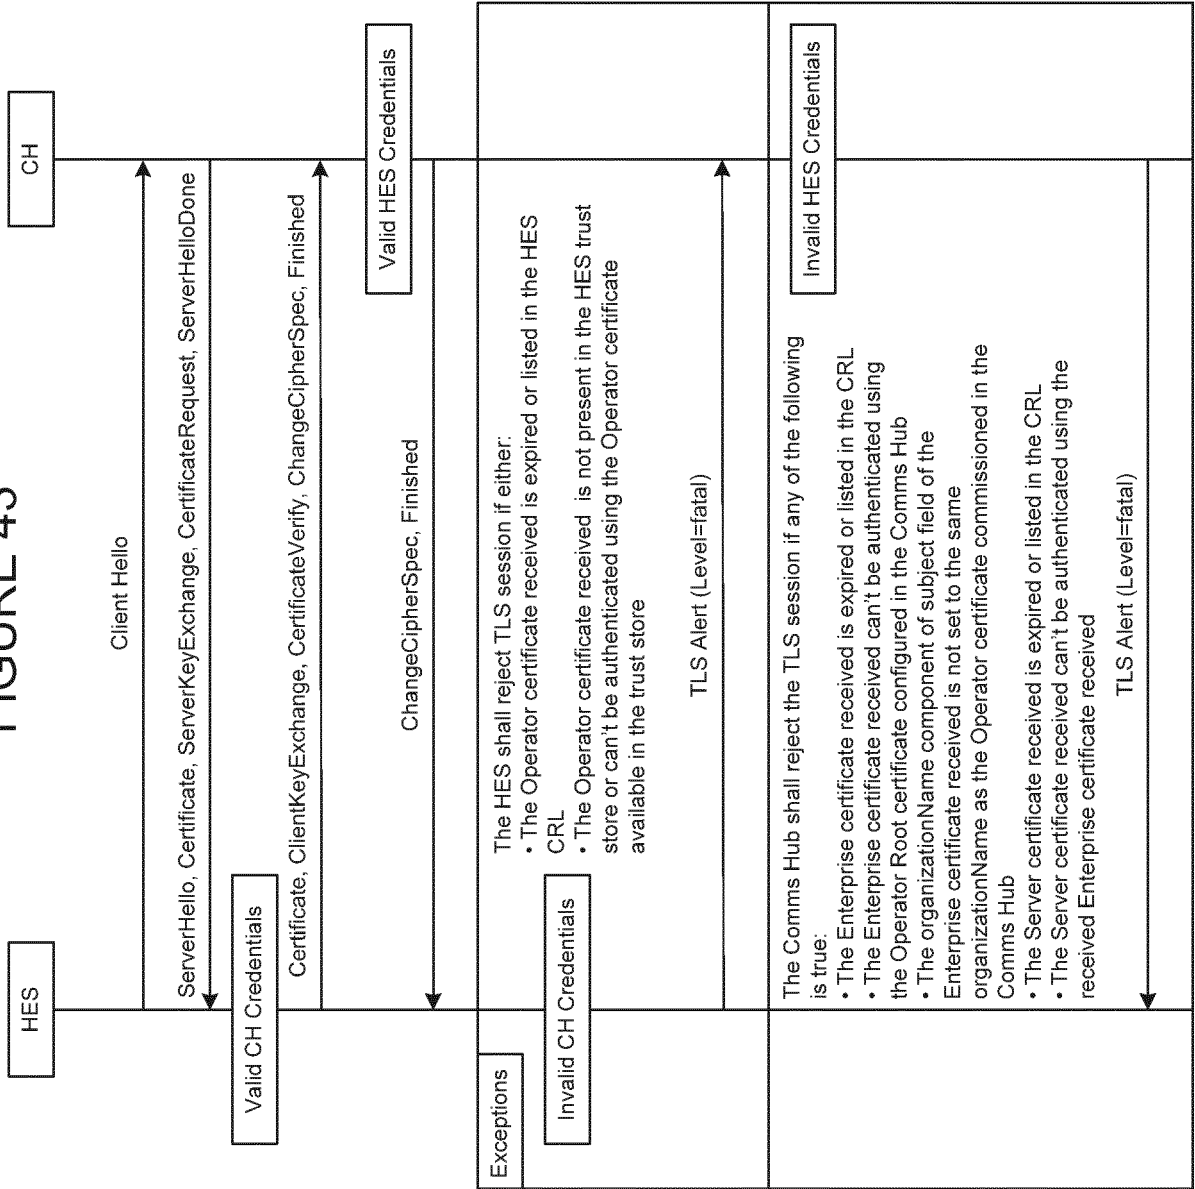 FIGURE 43
HES
CH
Client Hello
ServerHello, Certificate, ServerKeyExchange, CertificateRequest, ServerHelloDone
Valid CH Credentials
Certificate, ClientKeyExchange, CertificateVerify, ChangeCipherSpec, Finished
Valid HES Credentials
ChangeCipherSpec, Finished
Exceptions
The HES shall reject TLS session if either:
• The Operator certificate received is expired or listed in the HES
CRL
• The Operator certificate received is not present in the HES trust
store or can't be authenticated using the Operator certificate
available in the trust store
Invalid CH Credentials
TLS Alert (Level=fatal)
Invalid HES Credentials
The Comms Hub shall reject the TLS session if any of the following
is true:
• The Enterprise certificate received is expired or listed in the CRL
• The Enterprise certificate received can't be authenticated using
the Operator Root certificate configured in the Comms Hub
• The organizationName component of subject field of the
Enterprise certificate received is not set to the same
organizationName as the Operator certificate commissioned in the
Comms Hub
• The Server certificate received is expired or listed in the CRL
• The Server certificate received can't be authenticated using the
received Enterprise certificate received
TLS Alert (Level=fatal)